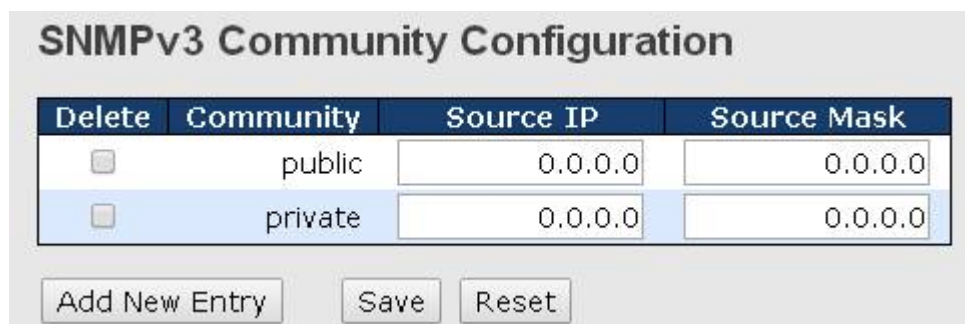 SNMPv3 Community Configuration
Delete Community Source IP Source Mask
public 0.0.0.0 0.0.0.0
private 0.0.0.0 0.0.0.0
Add New Entry Save Reset